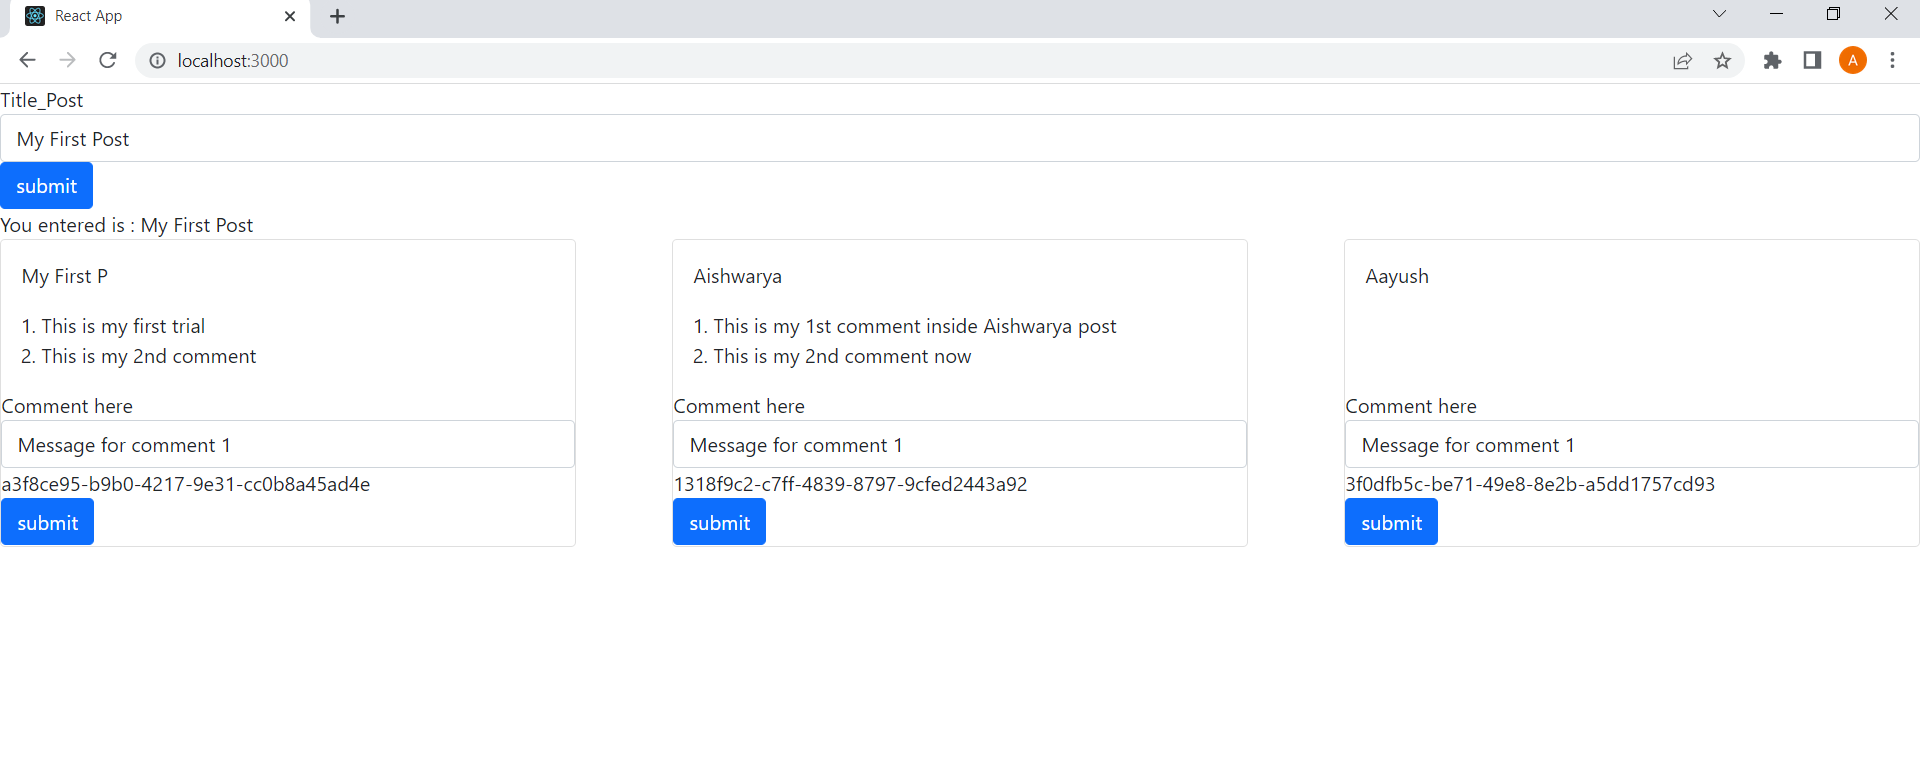 React App
localhost:3000
A
Title_Post
My First Post
submit
You entered is : My First Post
My First P
1. This is my first trial
2. This is my 2nd comment
Comment here
Message for comment 1
a3f8ce95-b9b0-4217-9e31-cc0b8a45ad4e
submit
Aishwarya
1. This is my 1st comment inside Aishwarya post
2. This is my 2nd comment now
Comment here
Message for comment 1
1318f9c2-c7ff-4839-8797-9cfed2443a92
submit
Aayush
Comment here
Message for comment 1
3f0dfb5c-be71-49e8-8e2b-a5dd1757cd93
submit